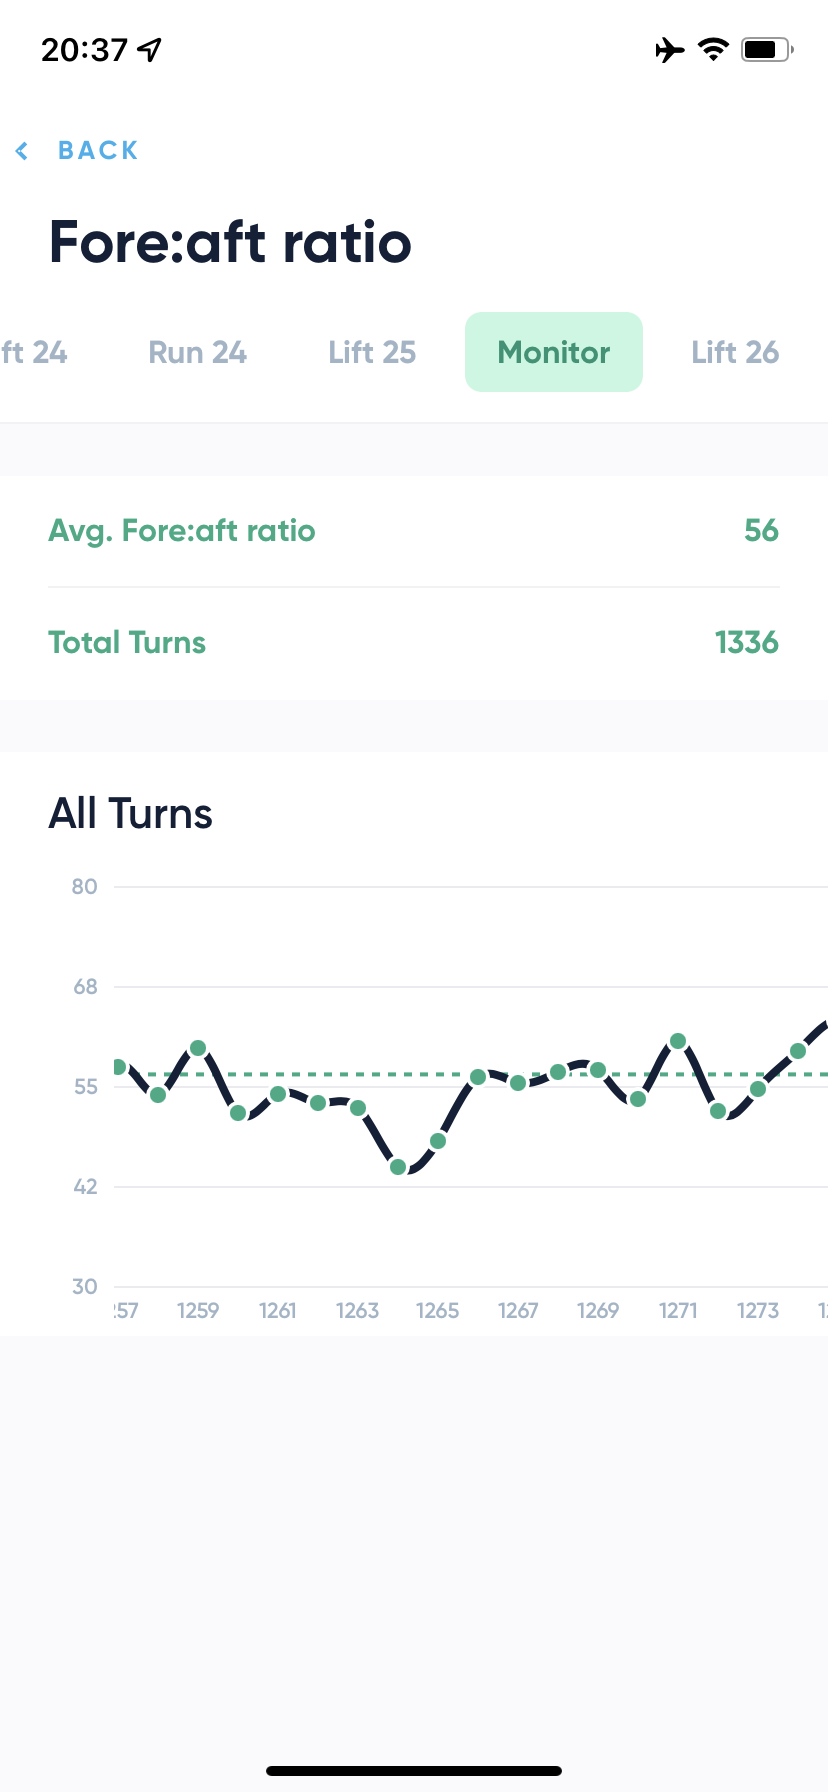 20:37
BACK
Fore:aft ratio
ft 24 Run 24 Lift 25 Monitor Lift 26
Avg. Fore:aft ratio 56
Total Turns 1336
All Turns
80
68
55
42
30
257 1259 1261 1263 1265 1267 1269 1271 1273